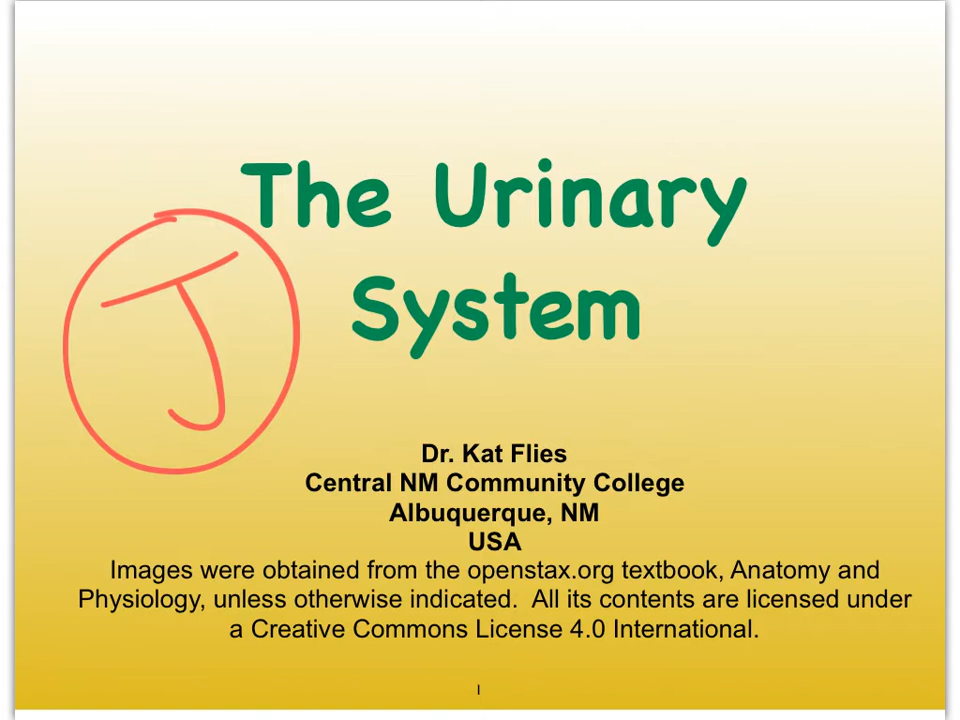 The Urinary
System
J
Dr. Kat Flies
Central NM Community College
Albuquerque, NM
USA
Images were obtained from the openstax.org textbook, Anatomy and
Physiology, unless otherwise indicated.  All its contents are licensed under
a Creative Commons License 4.0 International.
1